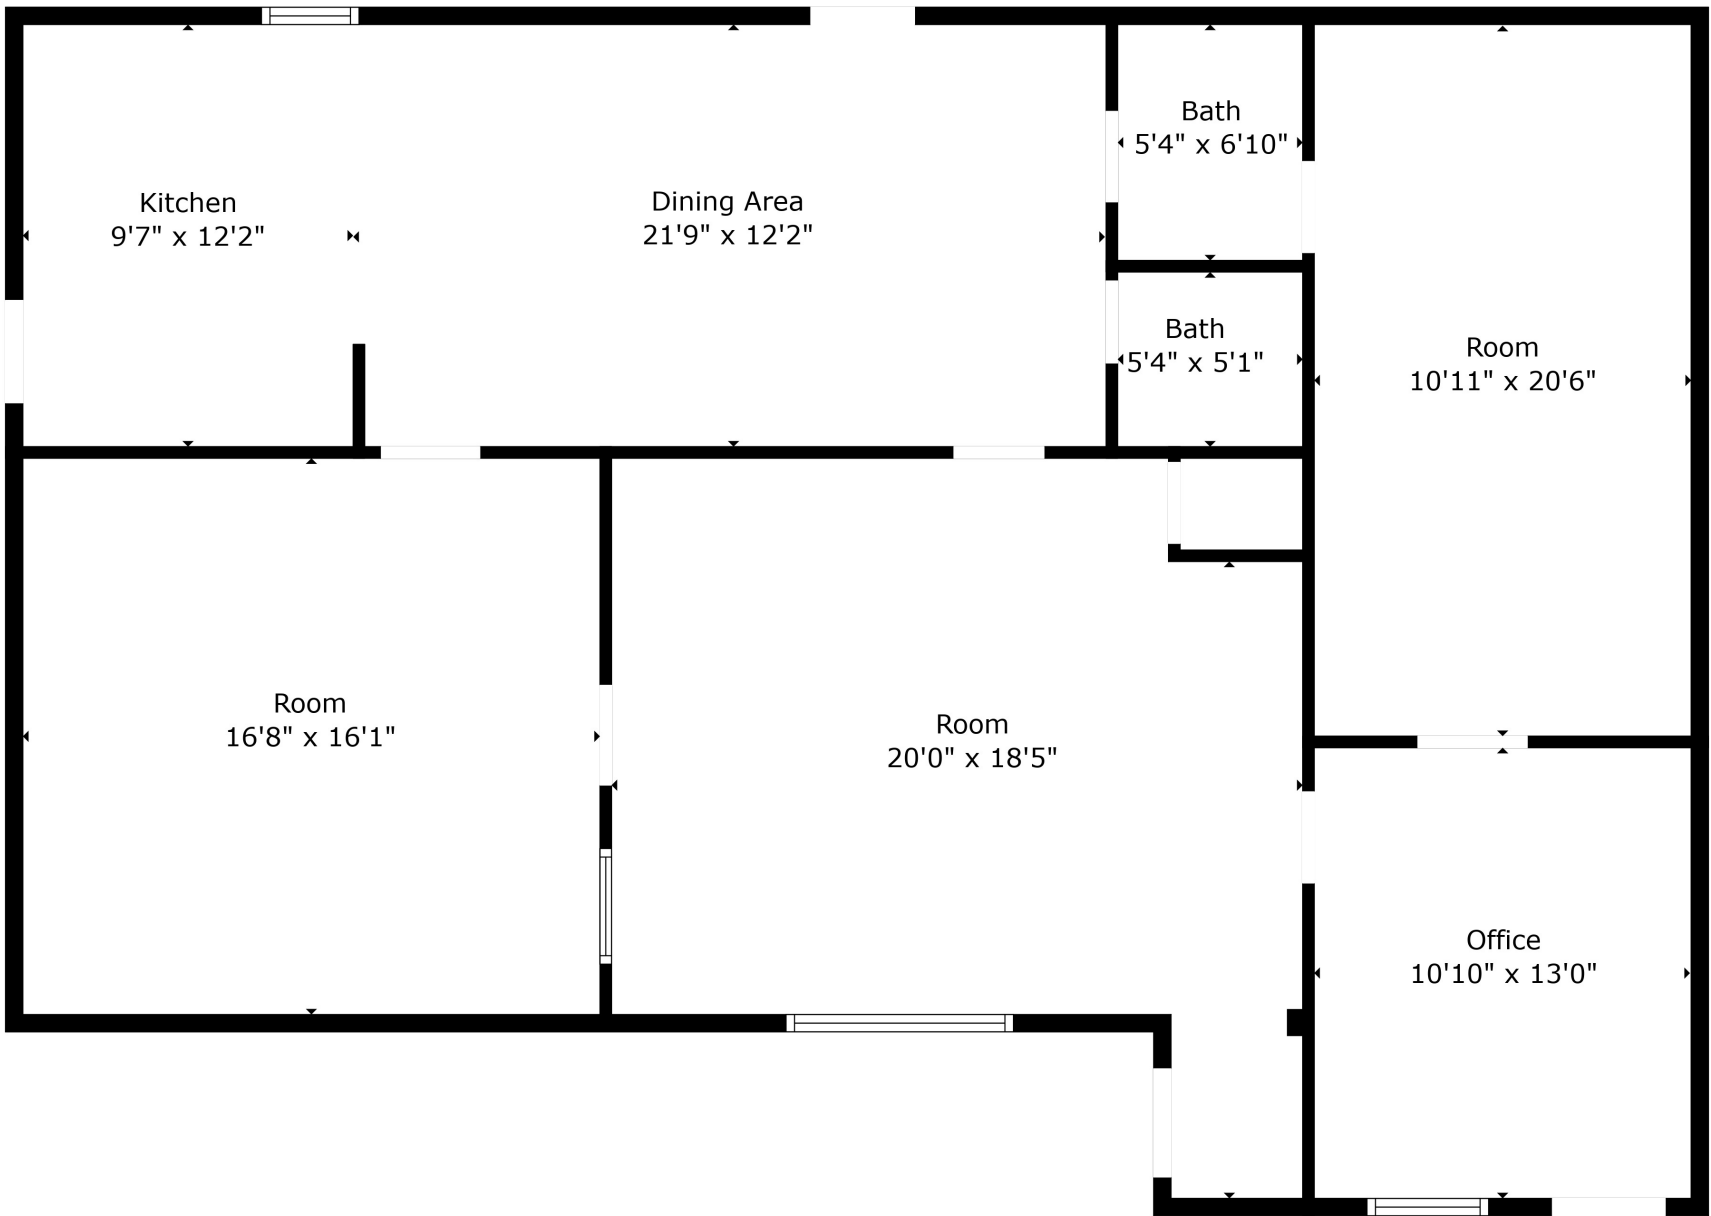 Bath
5'4" x 6'10"
Kitchen
9'7" x 12'2"
Dining Area
21'9" x 12'2"
Bath
5'4" x 5'1"
Room
10'11" x 20'6"
Room
16'8" x 16'1"
Room
20'0" x 18'5"
Office
10'10" x 13'0"